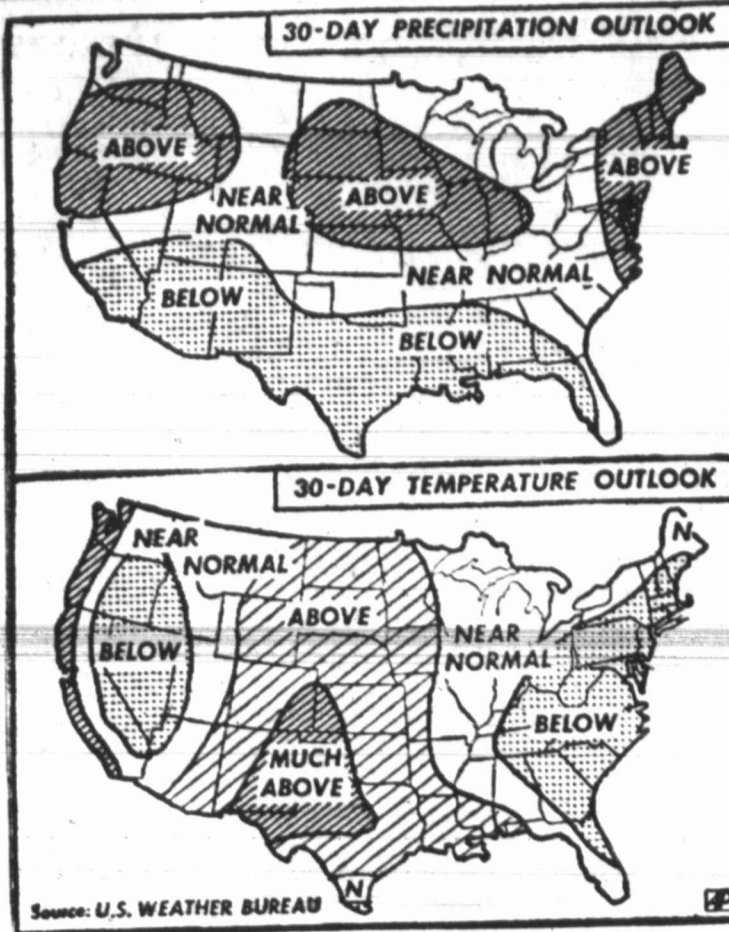 30-DAY PRECIPITATION OUTLOOK
ABOVE
ABOVE
ABOVE
NEAR
NORMAL
NEAR NORMAL
BELOW
BELOW
30-DAY TEMPERATURE OUTLOOK
N
NEAR
NORMAL
ABOVE
BELOW
NEAR
NORMAL
BELOW
MUCH
ABOVE
N
Source: U.S. WEATHER BUREAU
AP